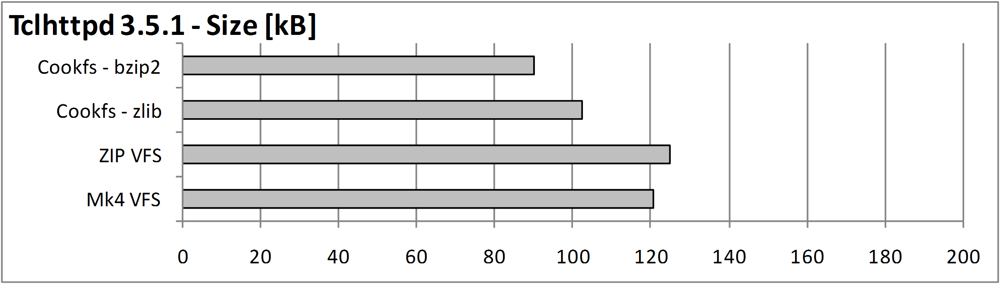 Tclhttpd 3.5.1 - Size [kB]
Cookfs - bzip2
Cookfs - zlib
ZIP VFS
Mk4 VFS
0 20 40 60 80 100 120 140 160 180 200